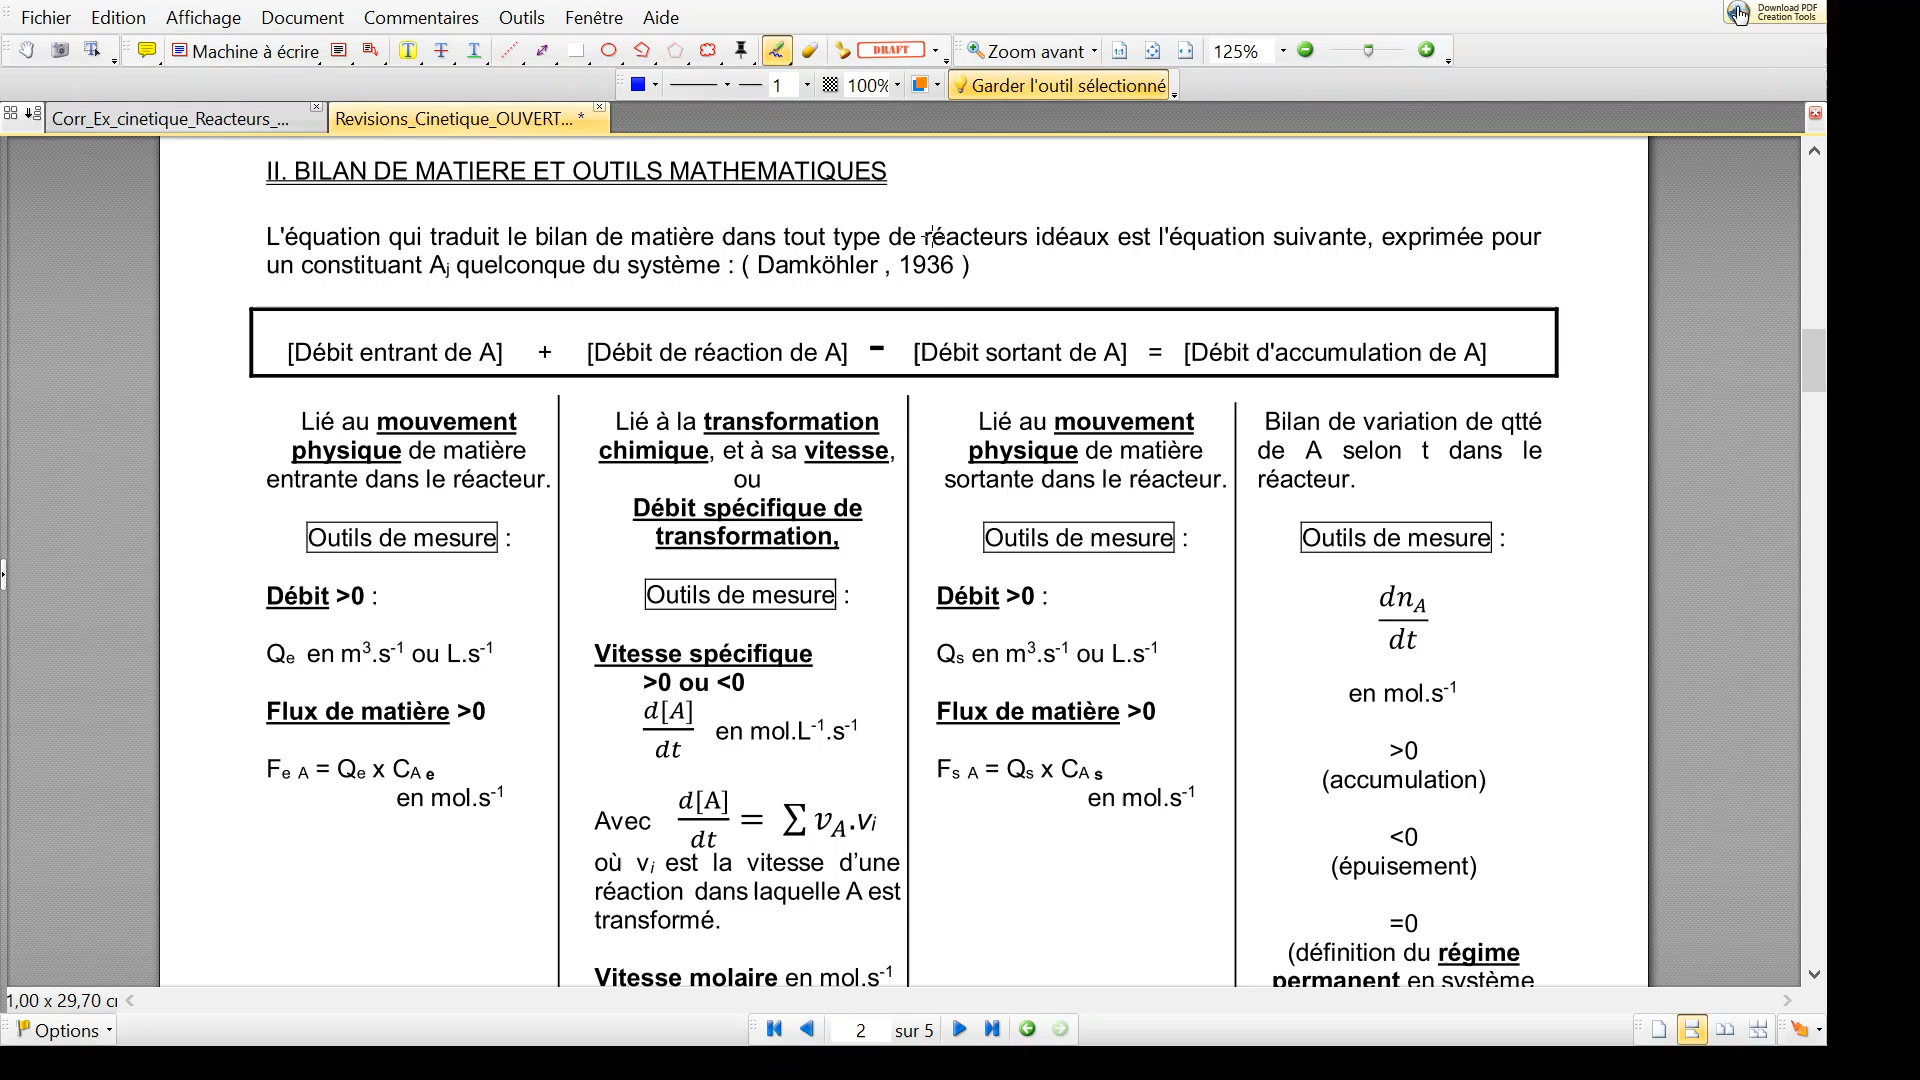 Fichier Edition Affichage Document Commentaires Outils Fenêtre Aide
Download PDF
Creation Tools
Machine à écrire DRAFT Zoom avant 125%
1 100% Garder l'outil sélectionné
Corr_Ex_cinetique_Reacteurs_... Revisions_Cinetique_OUVERT... *
II. BILAN DE MATIERE ET OUTILS MATHEMATIQUES
L'équation qui traduit le bilan de matière dans tout type de réacteurs idéaux est l'équation suivante, exprimée pour
un constituant Aj quelconque du système : ( Damköhler , 1936 )
[Débit entrant de A] + [Débit de réaction de A] - [Débit sortant de A] = [Débit d'accumulation de A]
Lié au mouvement
physique de matière
entrante dans le réacteur.
Outils de mesure :
Débit >0 :
Qe en m³.s⁻¹ ou L.s⁻¹
Flux de matière >0
Fe A = Qe x CA e
en mol.s⁻¹
Lié à la transformation
chimique, et à sa vitesse,
ou
Débit spécifique de
transformation,
Outils de mesure :
Vitesse spécifique
>0 ou <0
d[A]/dt en mol.L⁻¹.s⁻¹
Avec d[A]/dt = ∑ νA.vi
où vi est la vitesse d’une
réaction dans laquelle A est
transformé.
Vitesse molaire en mol.s⁻¹
Lié au mouvement
physique de matière
sortante dans le réacteur.
Outils de mesure :
Débit >0 :
Qs en m³.s⁻¹ ou L.s⁻¹
Flux de matière >0
Fs A = Qs x CA s
en mol.s⁻¹
Bilan de variation de qtté
de A selon t dans le
réacteur.
Outils de mesure :
dnA/dt
en mol.s⁻¹
>0
(accumulation)
<0
(épuisement)
=0
(définition du régime
permanent en système
1,00 x 29,70 c
Options 2 sur 5